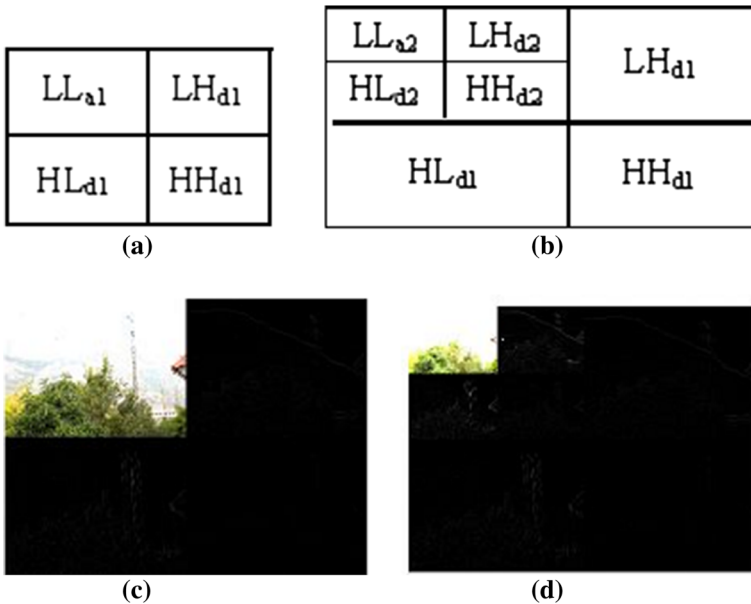 LLa1 LHd1
HLd1 HHd1
(a)
LLa2 LHd2 LHd1
HLd2 HHd2
HLd1 HHd1
(b)
(c)
(d)